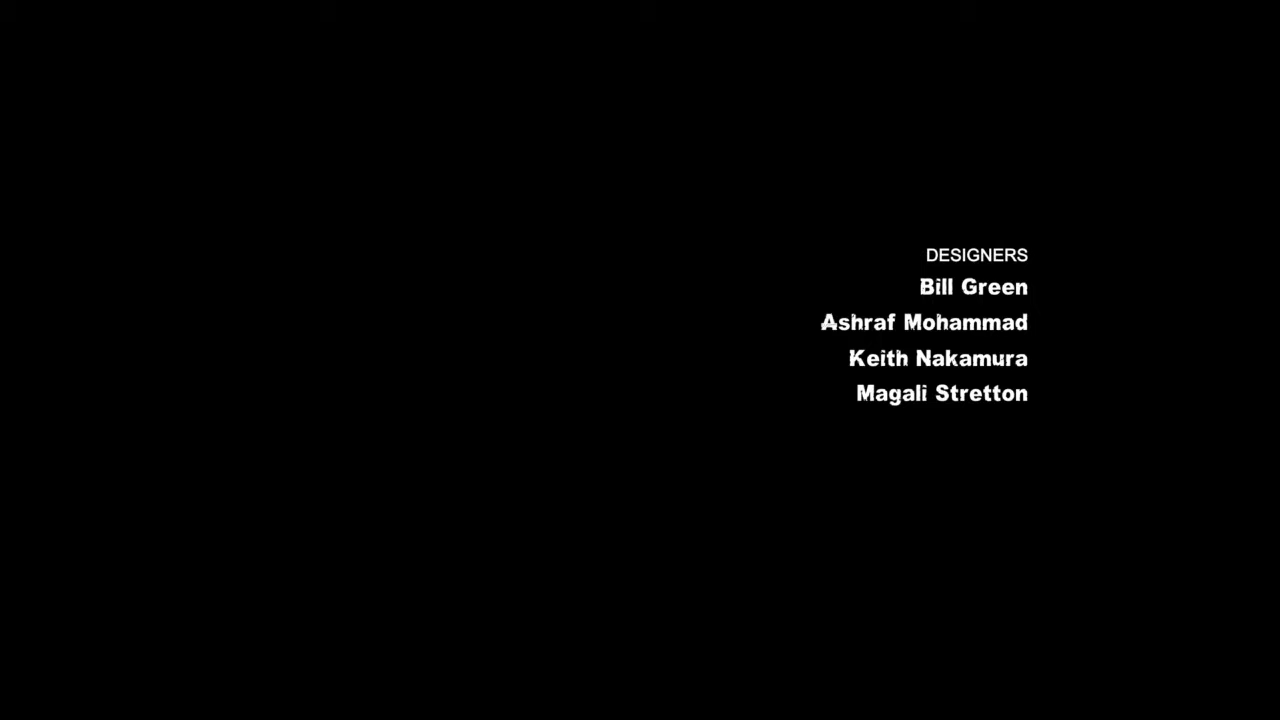 DESIGNERS
Bill Green
Ashraf Mohammad
Keith Nakamura
Magali Stretton